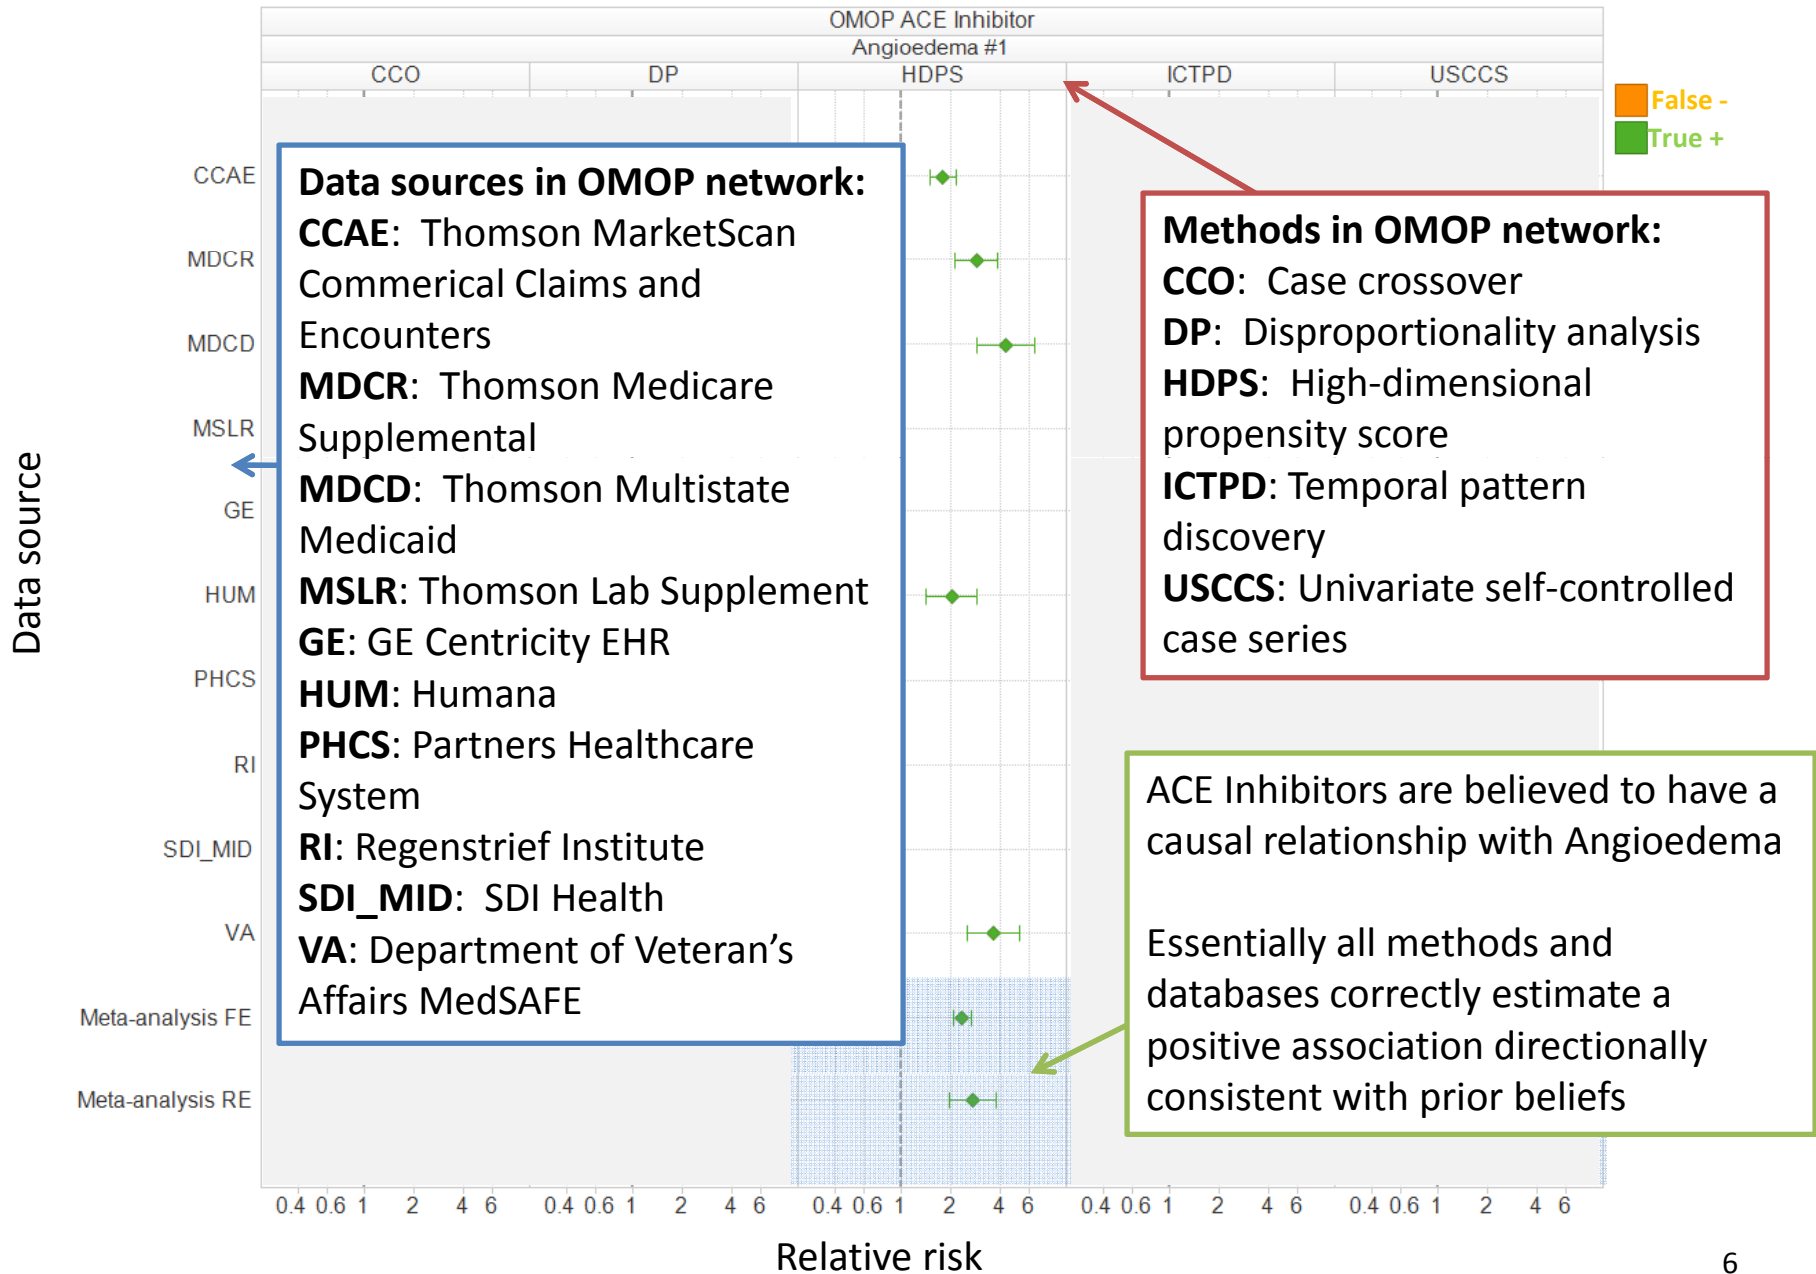 OMOP ACE Inhibitor
Angioedema #1
CCO DP HDPS ICTPD USCCS
False -
True +
Data source
CCAE
MDCR
MDCD
MSLR
GE
HUM
PHCS
RI
SDI_MID
VA
Meta-analysis FE
Meta-analysis RE
Data sources in OMOP network:
CCAE: Thomson MarketScan
Commerical Claims and
Encounters
MDCR: Thomson Medicare
Supplemental
MDCD: Thomson Multistate
Medicaid
MSLR: Thomson Lab Supplement
GE: GE Centricity EHR
HUM: Humana
PHCS: Partners Healthcare
System
RI: Regenstrief Institute
SDI_MID: SDI Health
VA: Department of Veteran’s
Affairs MedSAFE
Methods in OMOP network:
CCO: Case crossover
DP: Disproportionality analysis
HDPS: High-dimensional
propensity score
ICTPD: Temporal pattern
discovery
USCCS: Univariate self-controlled
case series
ACE Inhibitors are believed to have a
causal relationship with Angioedema
Essentially all methods and
databases correctly estimate a
positive association directionally
consistent with prior beliefs
0.4 0.6 1 2 4 6 0.4 0.6 1 2 4 6 0.4 0.6 1 2 4 6 0.4 0.6 1 2 4 6 0.4 0.6 1 2 4 6
Relative risk
6